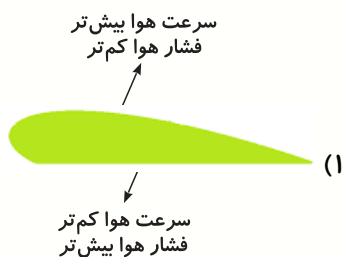 سرعت هوا بیش‌تر
فشار هوا کم‌تر
۱)
سرعت هوا کم‌تر
فشار هوا بیش‌تر